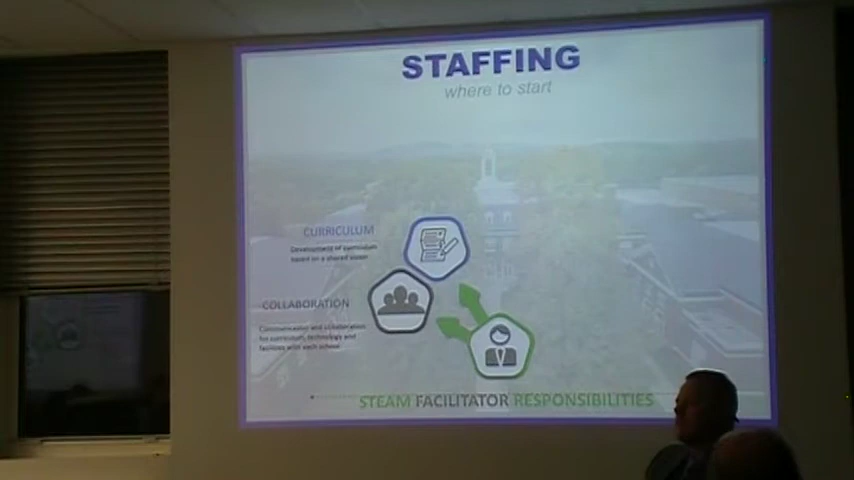 STAFFING
where to start
CURRICULUM
Development of curriculum
based on a shared vision
COLLABORATION
Communication and collaboration
for curriculum, technology and
facilities with each school
STEAM FACILITATOR RESPONSIBILITIES